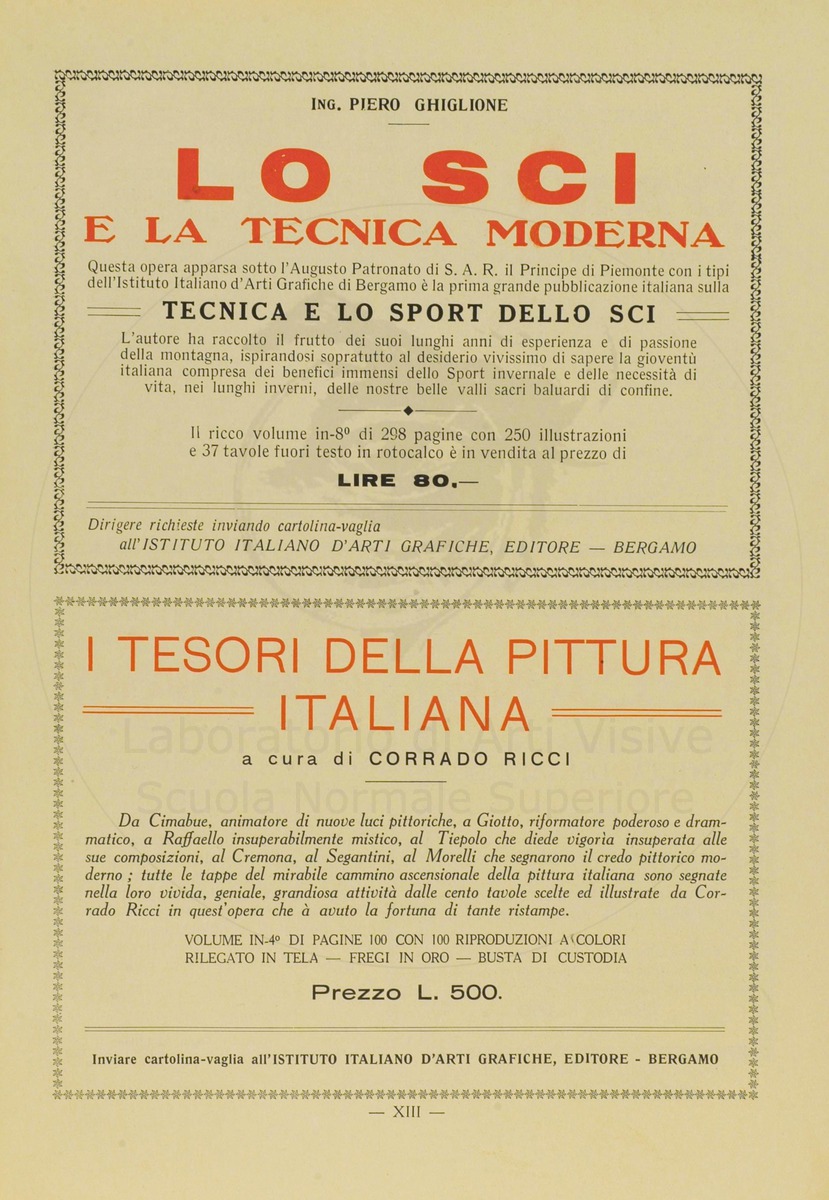 ING. PIERO GHIGLIONE
LO SCI
E LA TECNICA MODERNA
Questa opera apparsa sotto l'Augusto Patronato di S. A. R. il Principe di Piemonte con i tipi
dell'Istituto Italiano d'Arti Grafiche di Bergamo è la prima grande pubblicazione italiana sulla
TECNICA E LO SPORT DELLO SCI
L'autore ha raccolto il frutto dei suoi lunghi anni di esperienza e di passione
della montagna, ispirandosi sopratutto al desiderio vivissimo di sapere la gioventù
italiana compresa dei benefici immensi dello Sport invernale e delle necessità di
vita, nei lunghi inverni, delle nostre belle valli sacri baluardi di confine.
Il ricco volume in-8º di 298 pagine con 250 illustrazioni
e 37 tavole fuori testo in rotocalco è in vendita al prezzo di
LIRE 80,—
Dirigere richieste inviando cartolina-vaglia
all'ISTITUTO ITALIANO D'ARTI GRAFICHE, EDITORE — BERGAMO
I TESORI DELLA PITTURA
ITALIANA
Laboratorio Arti Visive
a cura di CORRADO RICCI
Scuola Normale Superiore
Da Cimabue, animatore di nuove luci pittoriche, a Giotto, riformatore poderoso e dram-
matico, a Raffaello insuperabilmente mistico, al Tiepolo che diede vigoria insuperata alle
sue composizioni, al Cremona, al Segantini, al Morelli che segnarono il credo pittorico mo-
derno ; tutte le tappe del mirabile cammino ascensionale della pittura italiana sono segnate
nella loro vivida, geniale, grandiosa attività dalle cento tavole scelte ed illustrate da Cor-
rado Ricci in quest'opera che à avuto la fortuna di tante ristampe.
VOLUME IN-4º DI PAGINE 100 CON 100 RIPRODUZIONI A COLORI
RILEGATO IN TELA — FREGI IN ORO — BUSTA DI CUSTODIA
Prezzo L. 500.
Inviare cartolina-vaglia all'ISTITUTO ITALIANO D'ARTI GRAFICHE, EDITORE - BERGAMO
— XIII —